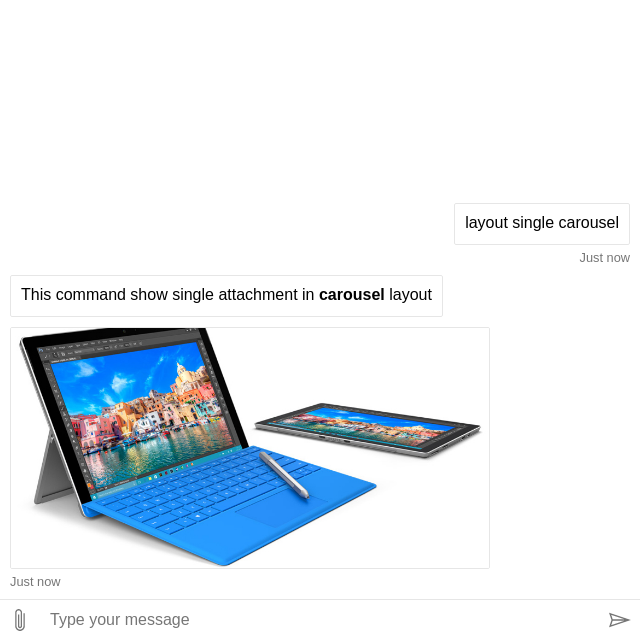 layout single carousel
Just now
This command show single attachment in carousel layout
Just now
Type your message